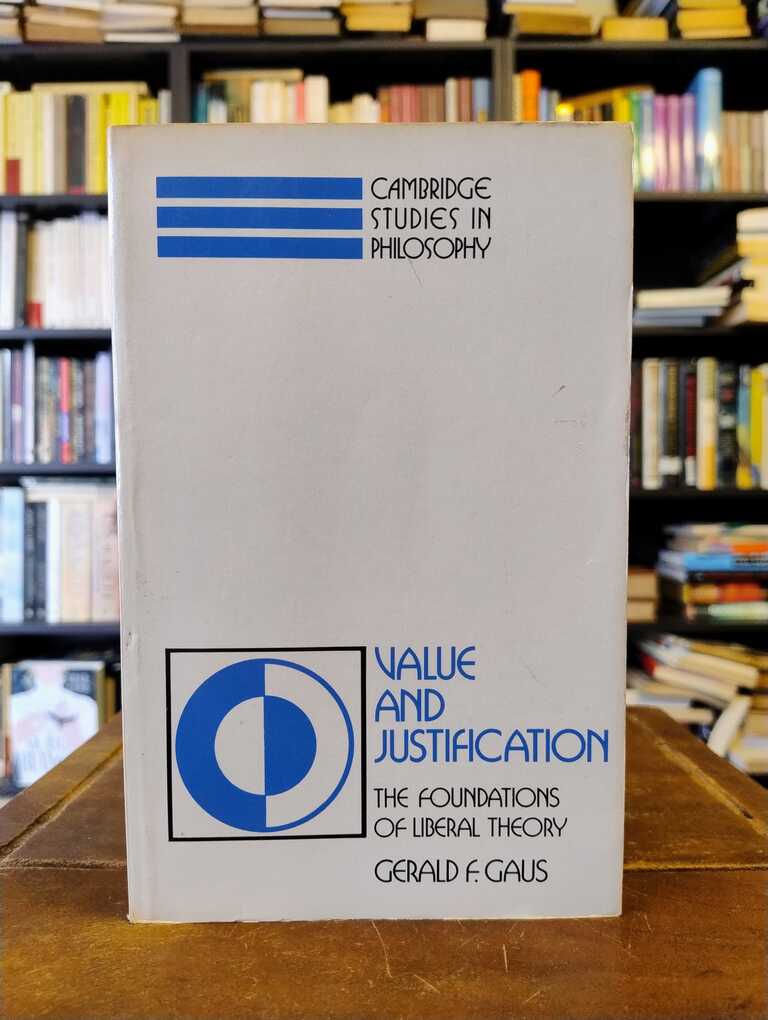 CAMBRIDGE
STUDIES IN
PHILOSOPHY
VALUE
AND
JUSTIFICATION
THE FOUNDATIONS
OF LIBERAL THEORY
GERALD F. GAUS